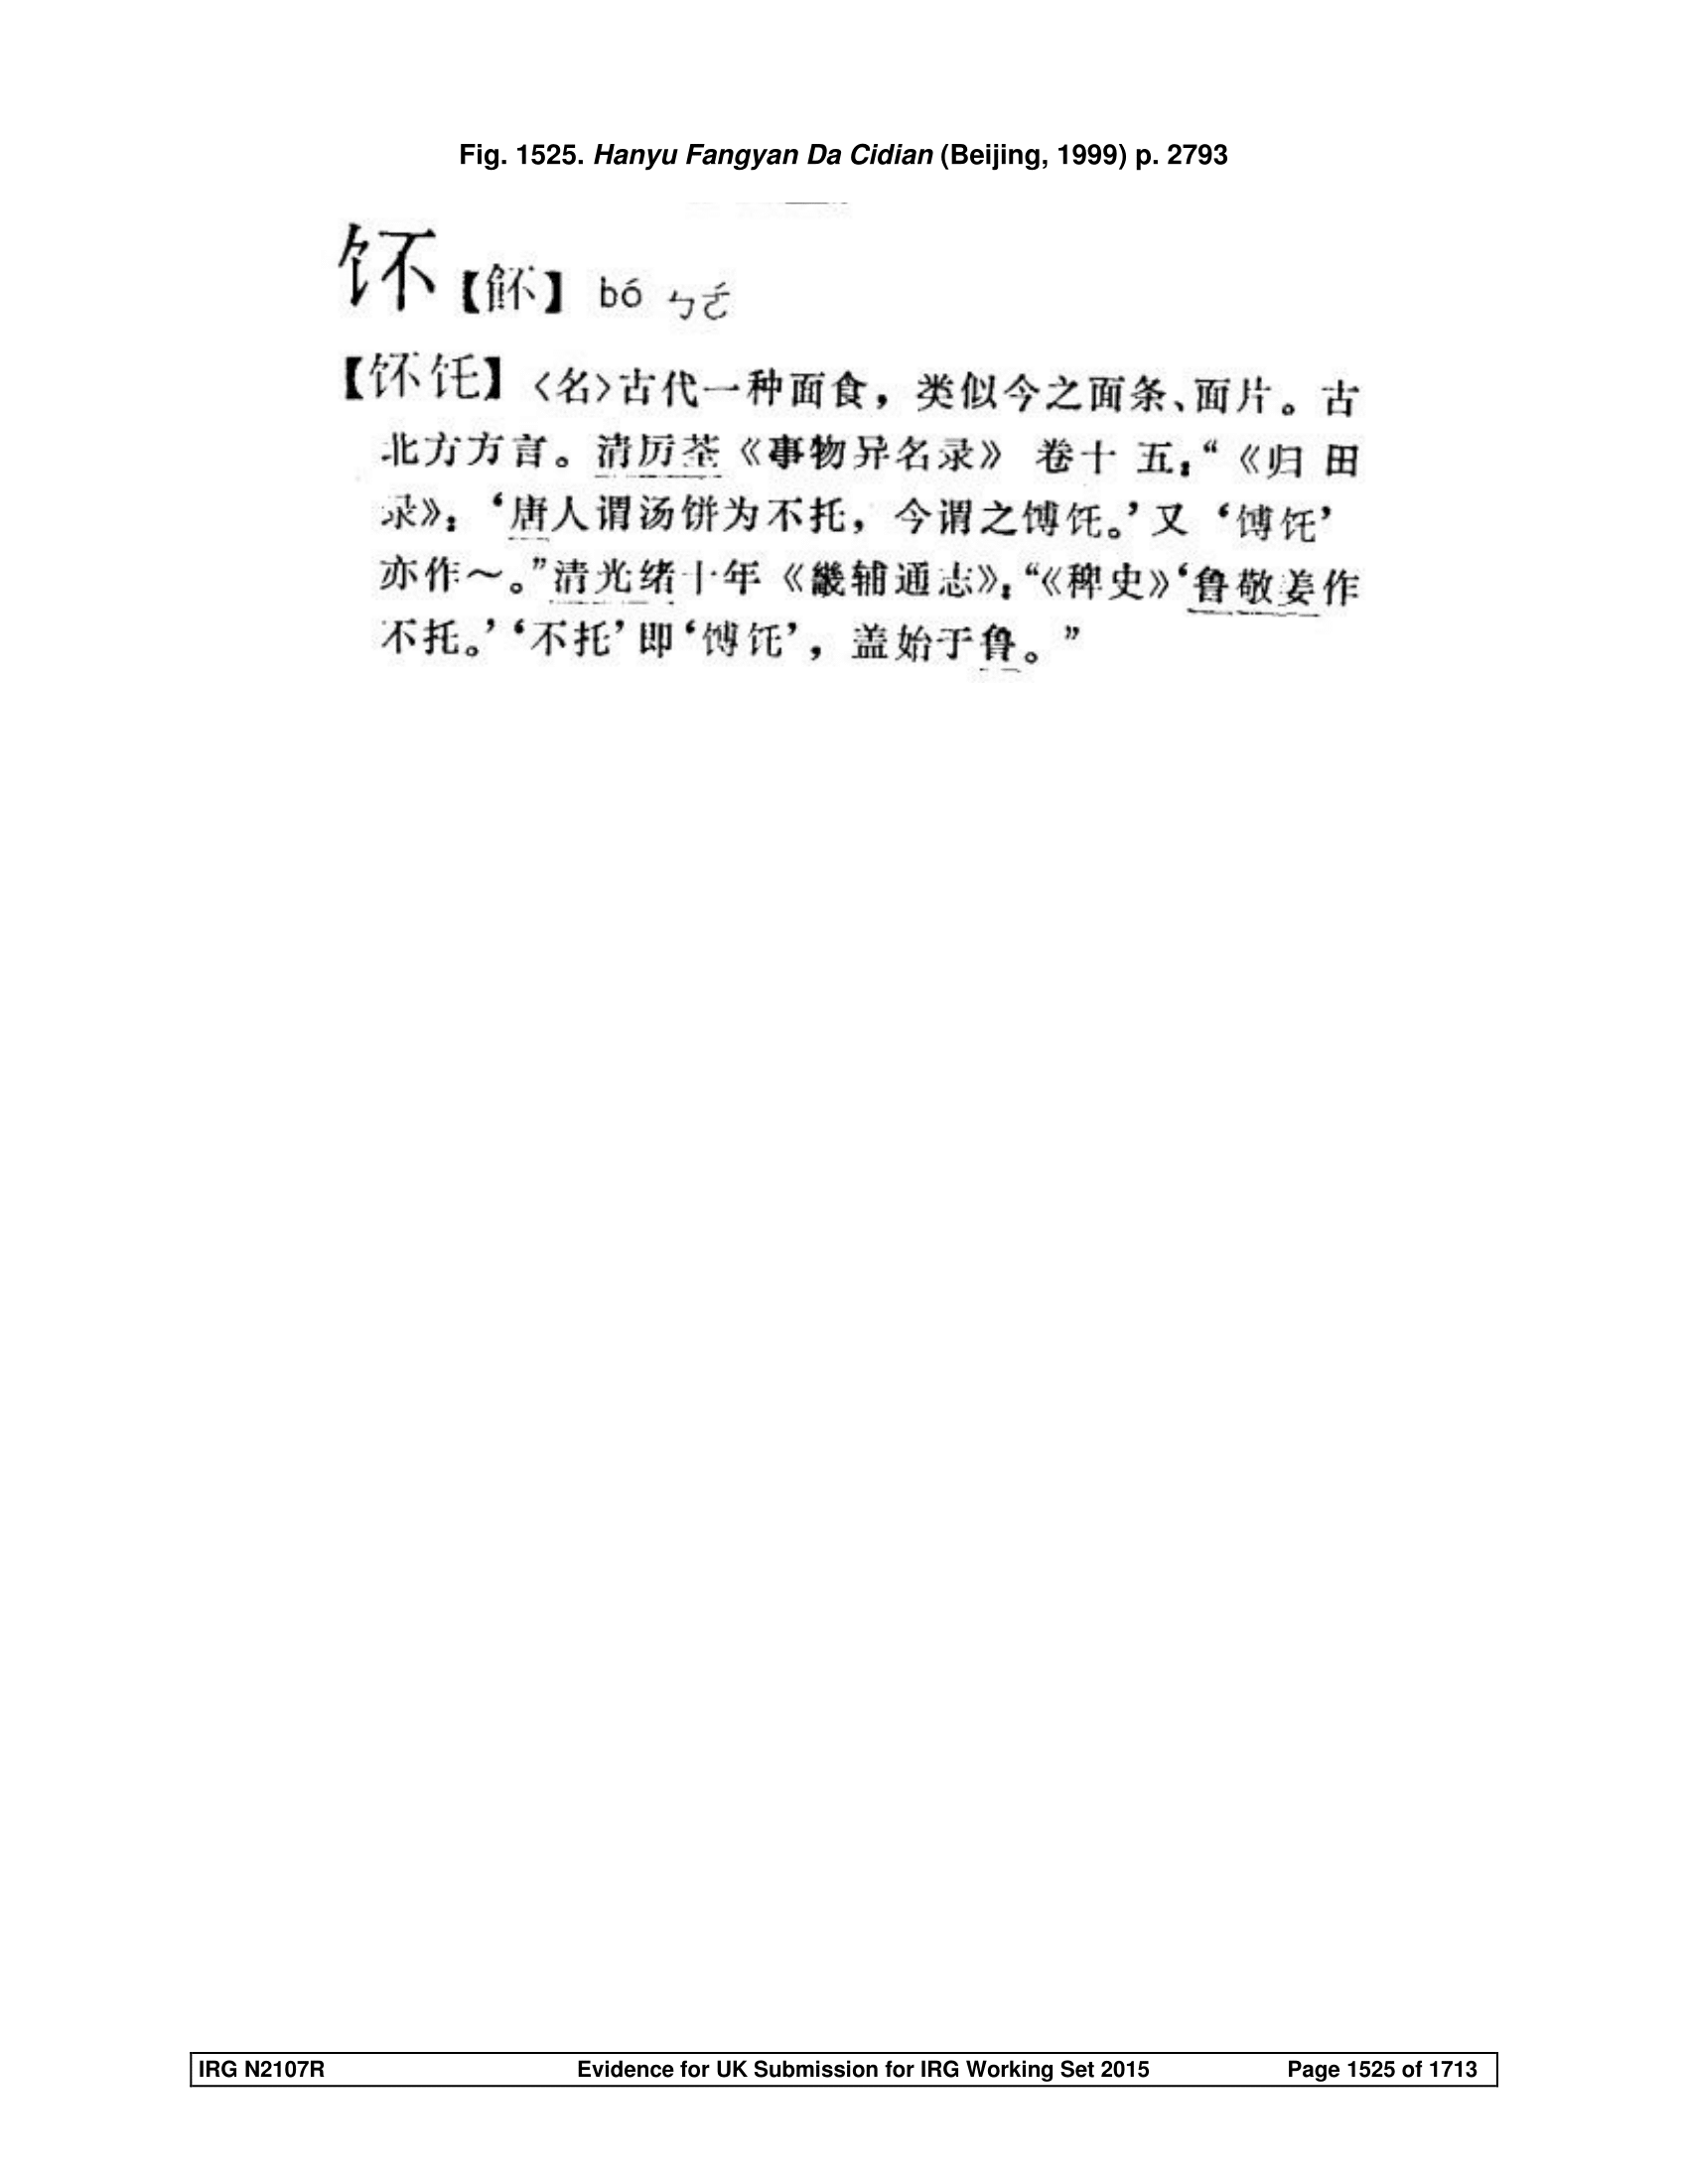 Fig. 1525. Hanyu Fangyan Da Cidian (Beijing, 1999) p. 2793
⿰饣不【⿰飠不】 bó ㄅㄛˊ
【⿰饣不饦】〈名〉古代一种面食，类似今之面条、面片。古
北方方言。清厉荃《事物异名录》卷十五：“《归田
录》：‘唐人谓汤饼为不托，今谓之馎饦。’又‘馎饦’
亦作～。”清光绪十年《畿辅通志》：“《稗史》‘鲁敬姜作
不托。’‘不托’即‘馎饦’，盖始于鲁。”
IRG N2107R Evidence for UK Submission for IRG Working Set 2015 Page 1525 of 1713